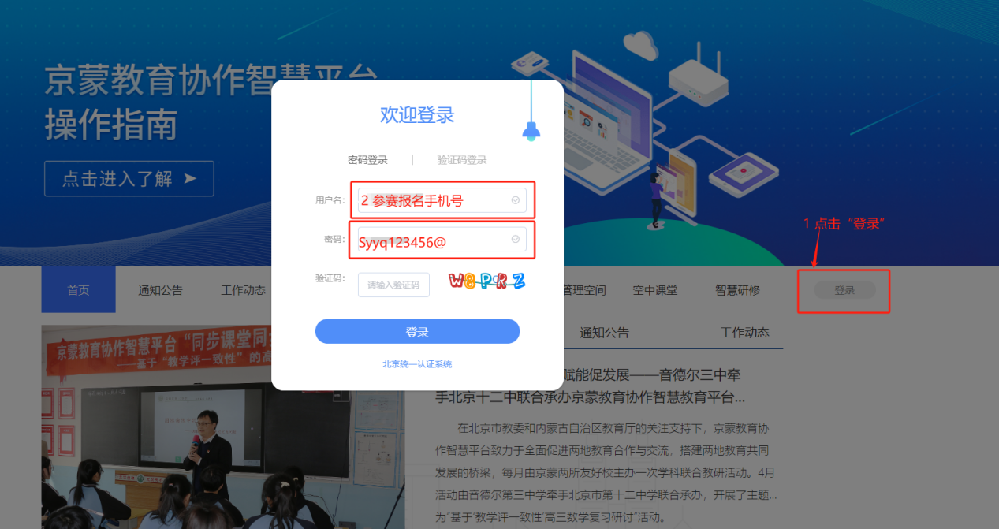 京蒙教育协作智慧平台
操作指南
点击进入了解
欢迎登录
密码登录 | 验证码登录
用户名: 2 参赛报名手机号
密码: Syyq123456@
验证码: 请输入验证码 W8PRZ
登录
北京统一认证系统
1 点击“登录”
首页 通知公告 工作动态 管理空间 空中课堂 智慧研修 登录
京蒙教育协作智慧平台“同步课堂同
——基于“教学评一致性”的高
通知公告 工作动态
赋能促发展——音德尔三中牵
手北京十二中联合承办京蒙教育协作智慧教育平台...
在北京市教委和内蒙古自治区教育厅的关注支持下，京蒙教育协
作智慧平台致力于全面促进两地教育合作与交流，搭建两地教育共同
发展的桥梁，每月由京蒙两所友好校主办一次学科联合教研活动。4月
活动由音德尔第三中学牵手北京市第十二中学联合承办，开展了主题...
为“基于‘教学评一致性’高三数学复习研讨”活动。